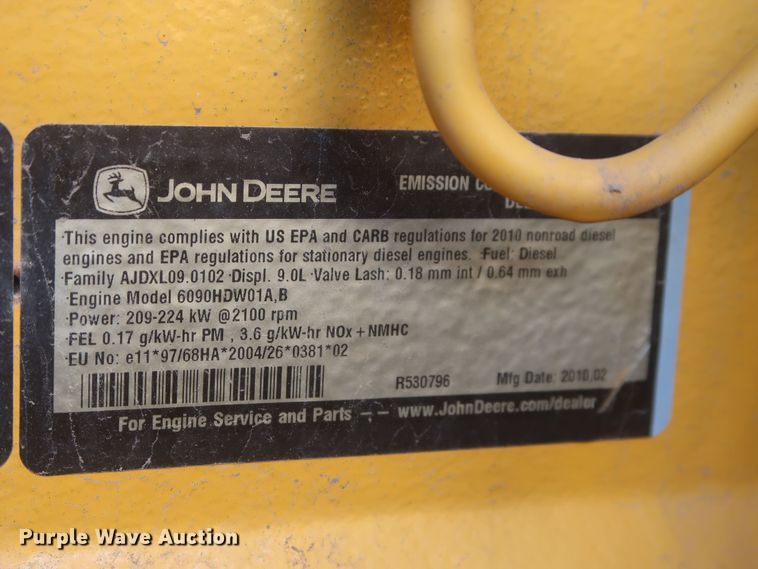 JOHN DEERE
EMISSION
This engine complies with US EPA and CARB regulations for 2010 nonroad diesel
engines and EPA regulations for stationary diesel engines. ·Fuel: Diesel
·Family AJDXL09.0102 ·Displ. 9.0L ·Valve Lash: 0.18 mm int / 0.64 mm exh
·Engine Model 6090HDW01A,B
·Power: 209-224 kW @2100 rpm
·FEL 0.17 g/kW-hr PM , 3.6 g/kW-hr NOx + NMHC
·EU No: e11*97/68HA*2004/26*0381*02
R530796 Mfg Date: 2010,02
For Engine Service and Parts -- www.JohnDeere.com/dealer
Purple Wave Auction